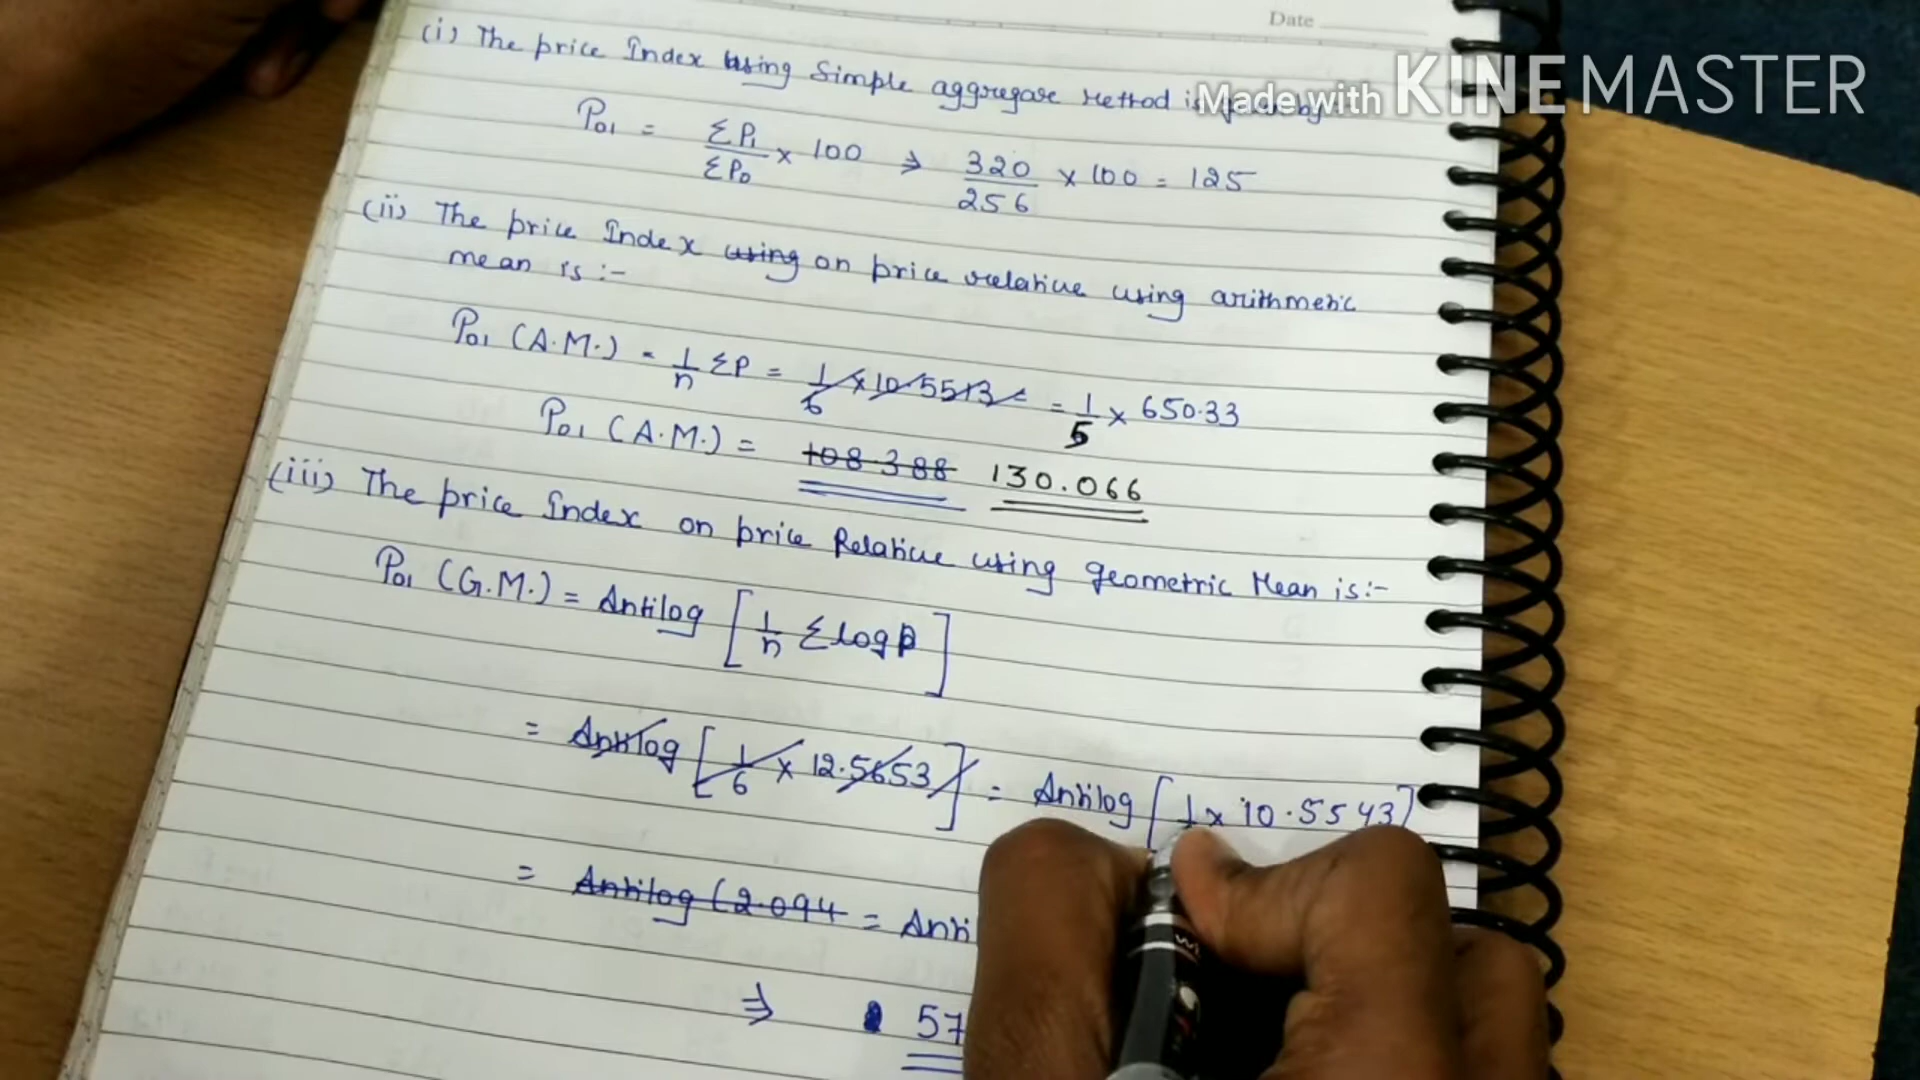 Date
(i) The price Index using Simple aggregate Method is
Made with KINEMASTER
P01 = ΣP1/ΣP0 × 100 ⇒ 320/256 × 100 = 125
(ii) The price Index using on price relative using arithmetic
mean is :-
P01 (A.M.) = 1/n ΣP = 1/6 × 10.5513 = 1/5 × 650.33
P01 (A.M.) = 108.388 130.066
(iii) The price Index on price Relative using geometric Mean is:-
P01 (G.M.) = Antilog [1/n Σ log P]
= Antilog [1/6 × 12.5653] = Antilog [1 × 10.5543]
= Antilog (2.094 = Anti
⇒ 57